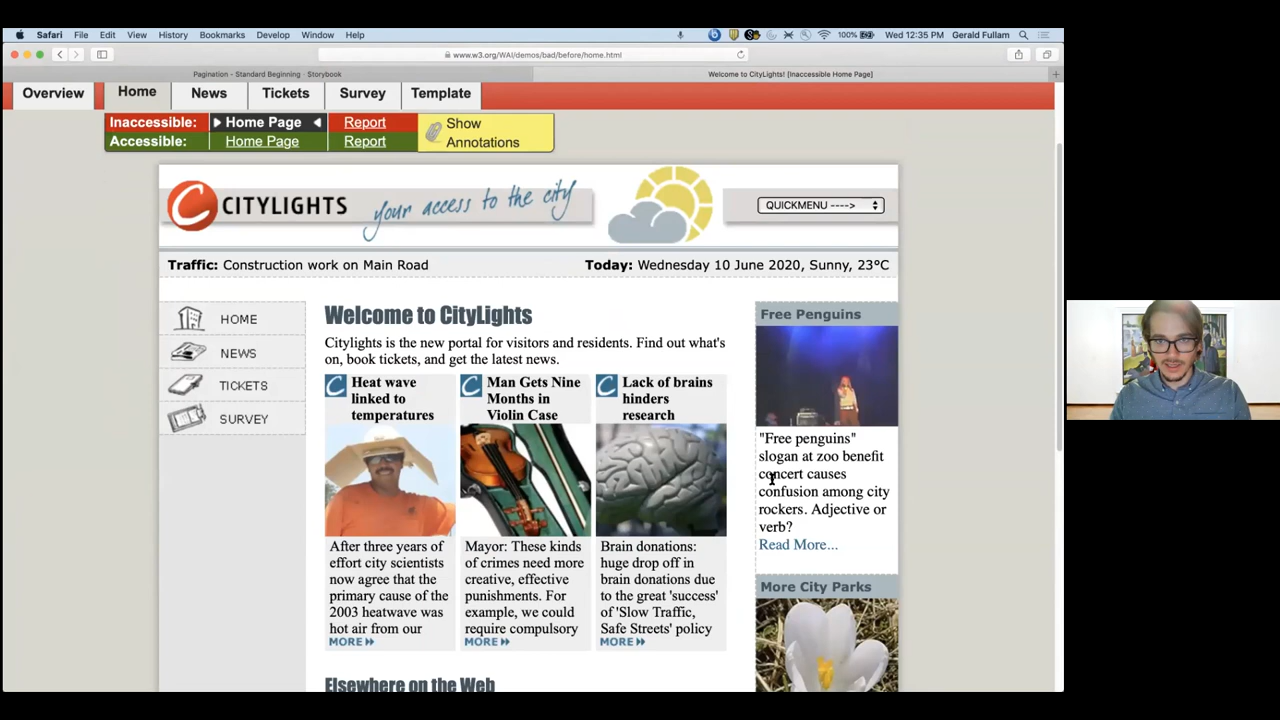 Safari File Edit View History Bookmarks Develop Window Help 100% Wed 12:35 PM Gerald Fullam
www.w3.org/WAI/demos/bad/before/home.html
Pagination - Standard Beginning · Storybook
Welcome to CityLights! [Inaccessible Home Page]
Overview Home News Tickets Survey Template
Inaccessible: Home Page Report
Accessible: Home Page Report
Show
Annotations
CITYLIGHTS your access to the city
QUICKMENU ---->
Traffic: Construction work on Main Road
Today: Wednesday 10 June 2020, Sunny, 23°C
HOME
NEWS
TICKETS
SURVEY
Welcome to CityLights
Citylights is the new portal for visitors and residents. Find out what's
on, book tickets, and get the latest news.
Heat wave
linked to
temperatures
After three years of
effort city scientists
now agree that the
primary cause of the
2003 heatwave was
hot air from our
MORE
Man Gets Nine
Months in
Violin Case
Mayor: These kinds
of crimes need more
creative, effective
punishments. For
example, we could
require compulsory
MORE
Lack of brains
hinders
research
Brain donations:
huge drop off in
brain donations due
to the great 'success'
of 'Slow Traffic,
Safe Streets' policy
MORE
Elsewhere on the Web
Free Penguins
"Free penguins"
slogan at zoo benefit
concert causes
confusion among city
rockers. Adjective or
verb?
Read More...
More City Parks